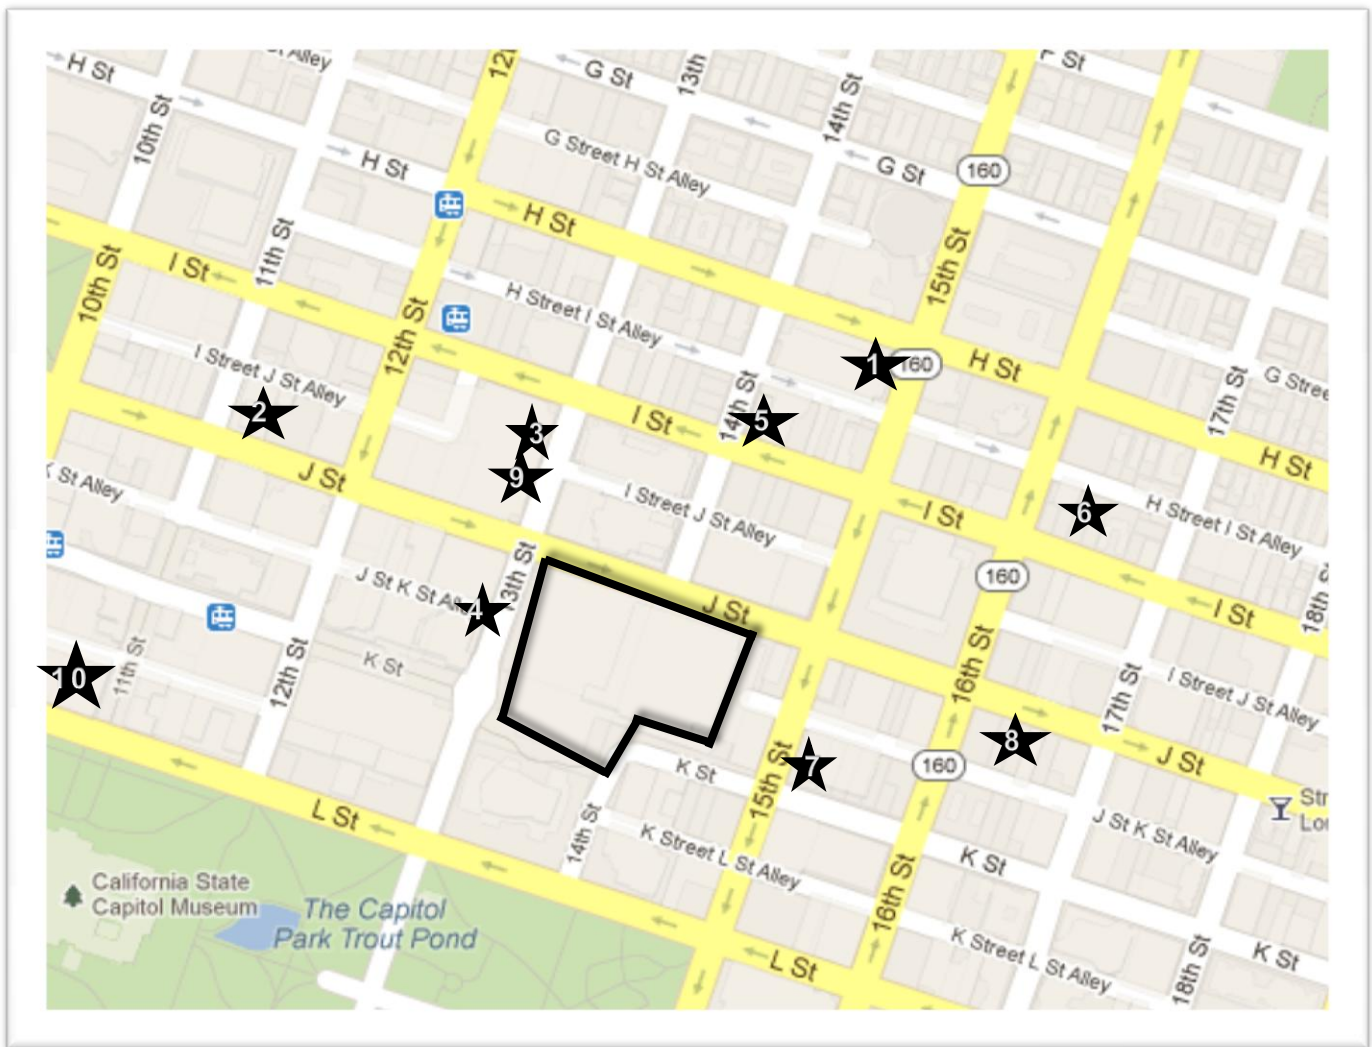 H St
St Alley
12t
G St
13th
F St
10th St
14th St
G Street H St Alley
H St
160
G St
H St
11th St
I St
10th St
15th St
H Street I St Alley
12th St
1
160
H St
I Street J St Alley
G Stree
17th St
2
14th St
5
3
I St
H St
9
J St
K St Alley
I Street J St Alley
6
H Street I St Alley
I St
160
13th St
J St K St Al
4
J St
I St
18th S
11th St
K St
12th St
10
16th St
I Street J St Alley
17th St
8
J St
7
K St
160
15th St
Str
Lou
L St
14th St
J St K St Alley
K Street L St Alley
K St
California State
Capitol Museum
The Capitol
Park Trout Pond
16th St
K Street L St Alley
K St
L St
18th St